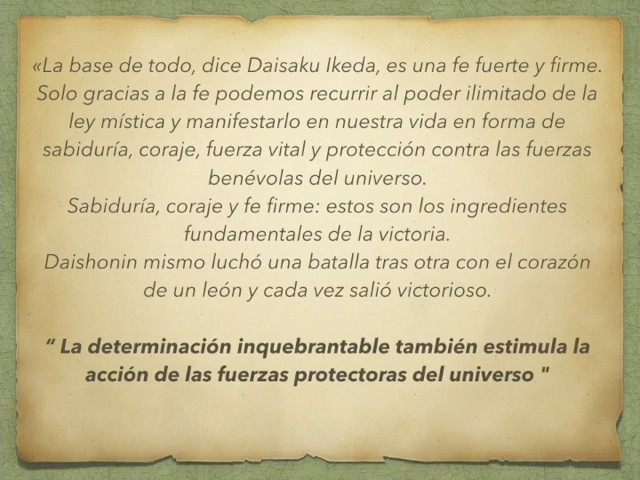 «La base de todo, dice Daisaku Ikeda, es una fe fuerte y firme.
Solo gracias a la fe podemos recurrir al poder ilimitado de la
ley mística y manifestarlo en nuestra vida en forma de
sabiduría, coraje, fuerza vital y protección contra las fuerzas
benévolas del universo.
Sabiduría, coraje y fe firme: estos son los ingredientes
fundamentales de la victoria.
Daishonin mismo luchó una batalla tras otra con el corazón
de un león y cada vez salió victorioso.
“ La determinación inquebrantable también estimula la
acción de las fuerzas protectoras del universo "